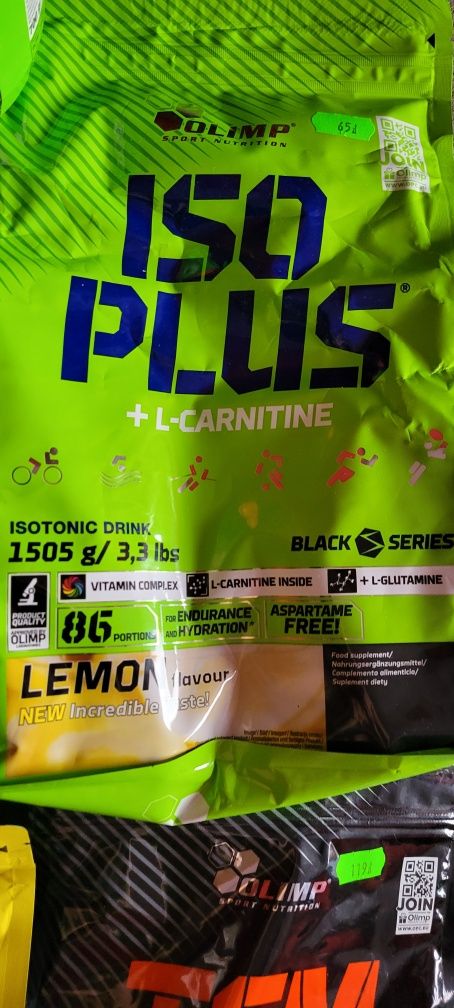 OLIMP®
SPORT NUTRITION
65zł
JOIN
Olimp
ISO
PLUS®
+ L-CARNITINE
ISOTONIC DRINK
1505 g/ 3,3 lbs
BLACK SERIES
PRODUCT QUALITY
OLIMP
VITAMIN COMPLEX
L-CARNITINE INSIDE
+ L-GLUTAMINE
86 PORTIONS
FOR ENDURANCE
AND HYDRATION*
ASPARTAME
FREE!
LEMON flavour
NEW Incredible taste!
Food supplement/
Nahrungsergänzungsmittel/
Complemento alimenticio/
Suplement diety
OLIMP®
SPORT NUTRITION
119zł
JOIN
Olimp